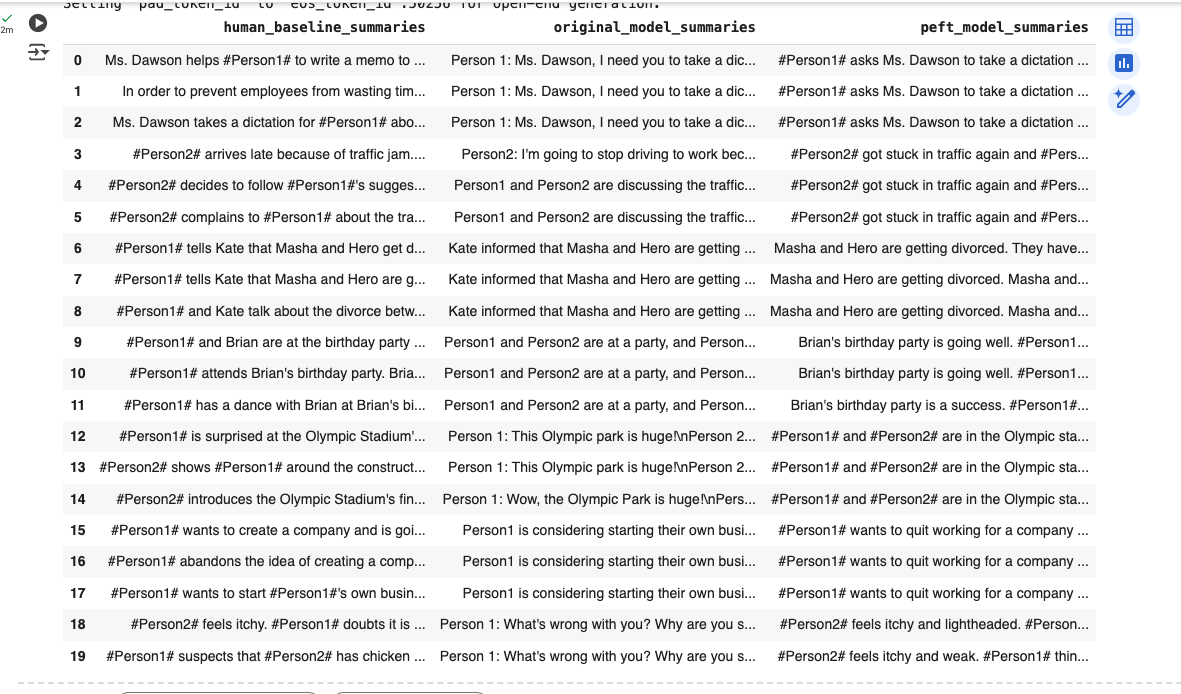 Setting `pad_token_id` to `eos_token_id`:50256 for open-end generation.
2m
human_baseline_summaries original_model_summaries peft_model_summaries
0 Ms. Dawson helps #Person1# to write a memo to ... Person 1: Ms. Dawson, I need you to take a dic... #Person1# asks Ms. Dawson to take a dictation ...
1 In order to prevent employees from wasting tim... Person 1: Ms. Dawson, I need you to take a dic... #Person1# asks Ms. Dawson to take a dictation ...
2 Ms. Dawson takes a dictation for #Person1# abo... Person 1: Ms. Dawson, I need you to take a dic... #Person1# asks Ms. Dawson to take a dictation ...
3 #Person2# arrives late because of traffic jam.... Person2: I'm going to stop driving to work bec... #Person2# got stuck in traffic again and #Pers...
4 #Person2# decides to follow #Person1#'s sugges... Person1 and Person2 are discussing the traffic... #Person2# got stuck in traffic again and #Pers...
5 #Person2# complains to #Person1# about the tra... Person1 and Person2 are discussing the traffic... #Person2# got stuck in traffic again and #Pers...
6 #Person1# tells Kate that Masha and Hero get d... Kate informed that Masha and Hero are getting ... Masha and Hero are getting divorced. They have...
7 #Person1# tells Kate that Masha and Hero are g... Kate informed that Masha and Hero are getting ... Masha and Hero are getting divorced. Masha and...
8 #Person1# and Kate talk about the divorce betw... Kate informed that Masha and Hero are getting ... Masha and Hero are getting divorced. Masha and...
9 #Person1# and Brian are at the birthday party ... Person1 and Person2 are at a party, and Person... Brian's birthday party is going well. #Person1...
10 #Person1# attends Brian's birthday party. Bria... Person1 and Person2 are at a party, and Person... Brian's birthday party is going well. #Person1...
11 #Person1# has a dance with Brian at Brian's bi... Person1 and Person2 are at a party, and Person... Brian's birthday party is a success. #Person1#...
12 #Person1# is surprised at the Olympic Stadium'... Person 1: This Olympic park is huge!\nPerson 2... #Person1# and #Person2# are in the Olympic sta...
13 #Person2# shows #Person1# around the construct... Person 1: This Olympic park is huge!\nPerson 2... #Person1# and #Person2# are in the Olympic sta...
14 #Person2# introduces the Olympic Stadium's fin... Person 1: Wow, the Olympic Park is huge!\nPers... #Person1# and #Person2# are in the Olympic sta...
15 #Person1# wants to create a company and is goi... Person1 is considering starting their own busi... #Person1# wants to quit working for a company ...
16 #Person1# abandons the idea of creating a comp... Person1 is considering starting their own busi... #Person1# wants to quit working for a company ...
17 #Person1# wants to start #Person1#'s own busin... Person1 is considering starting their own busi... #Person1# wants to quit working for a company ...
18 #Person2# feels itchy. #Person1# doubts it is ... Person 1: What's wrong with you? Why are you s... #Person2# feels itchy and lightheaded. #Person...
19 #Person1# suspects that #Person2# has chicken ... Person 1: What's wrong with you? Why are you s... #Person2# feels itchy and weak. #Person1# thin...